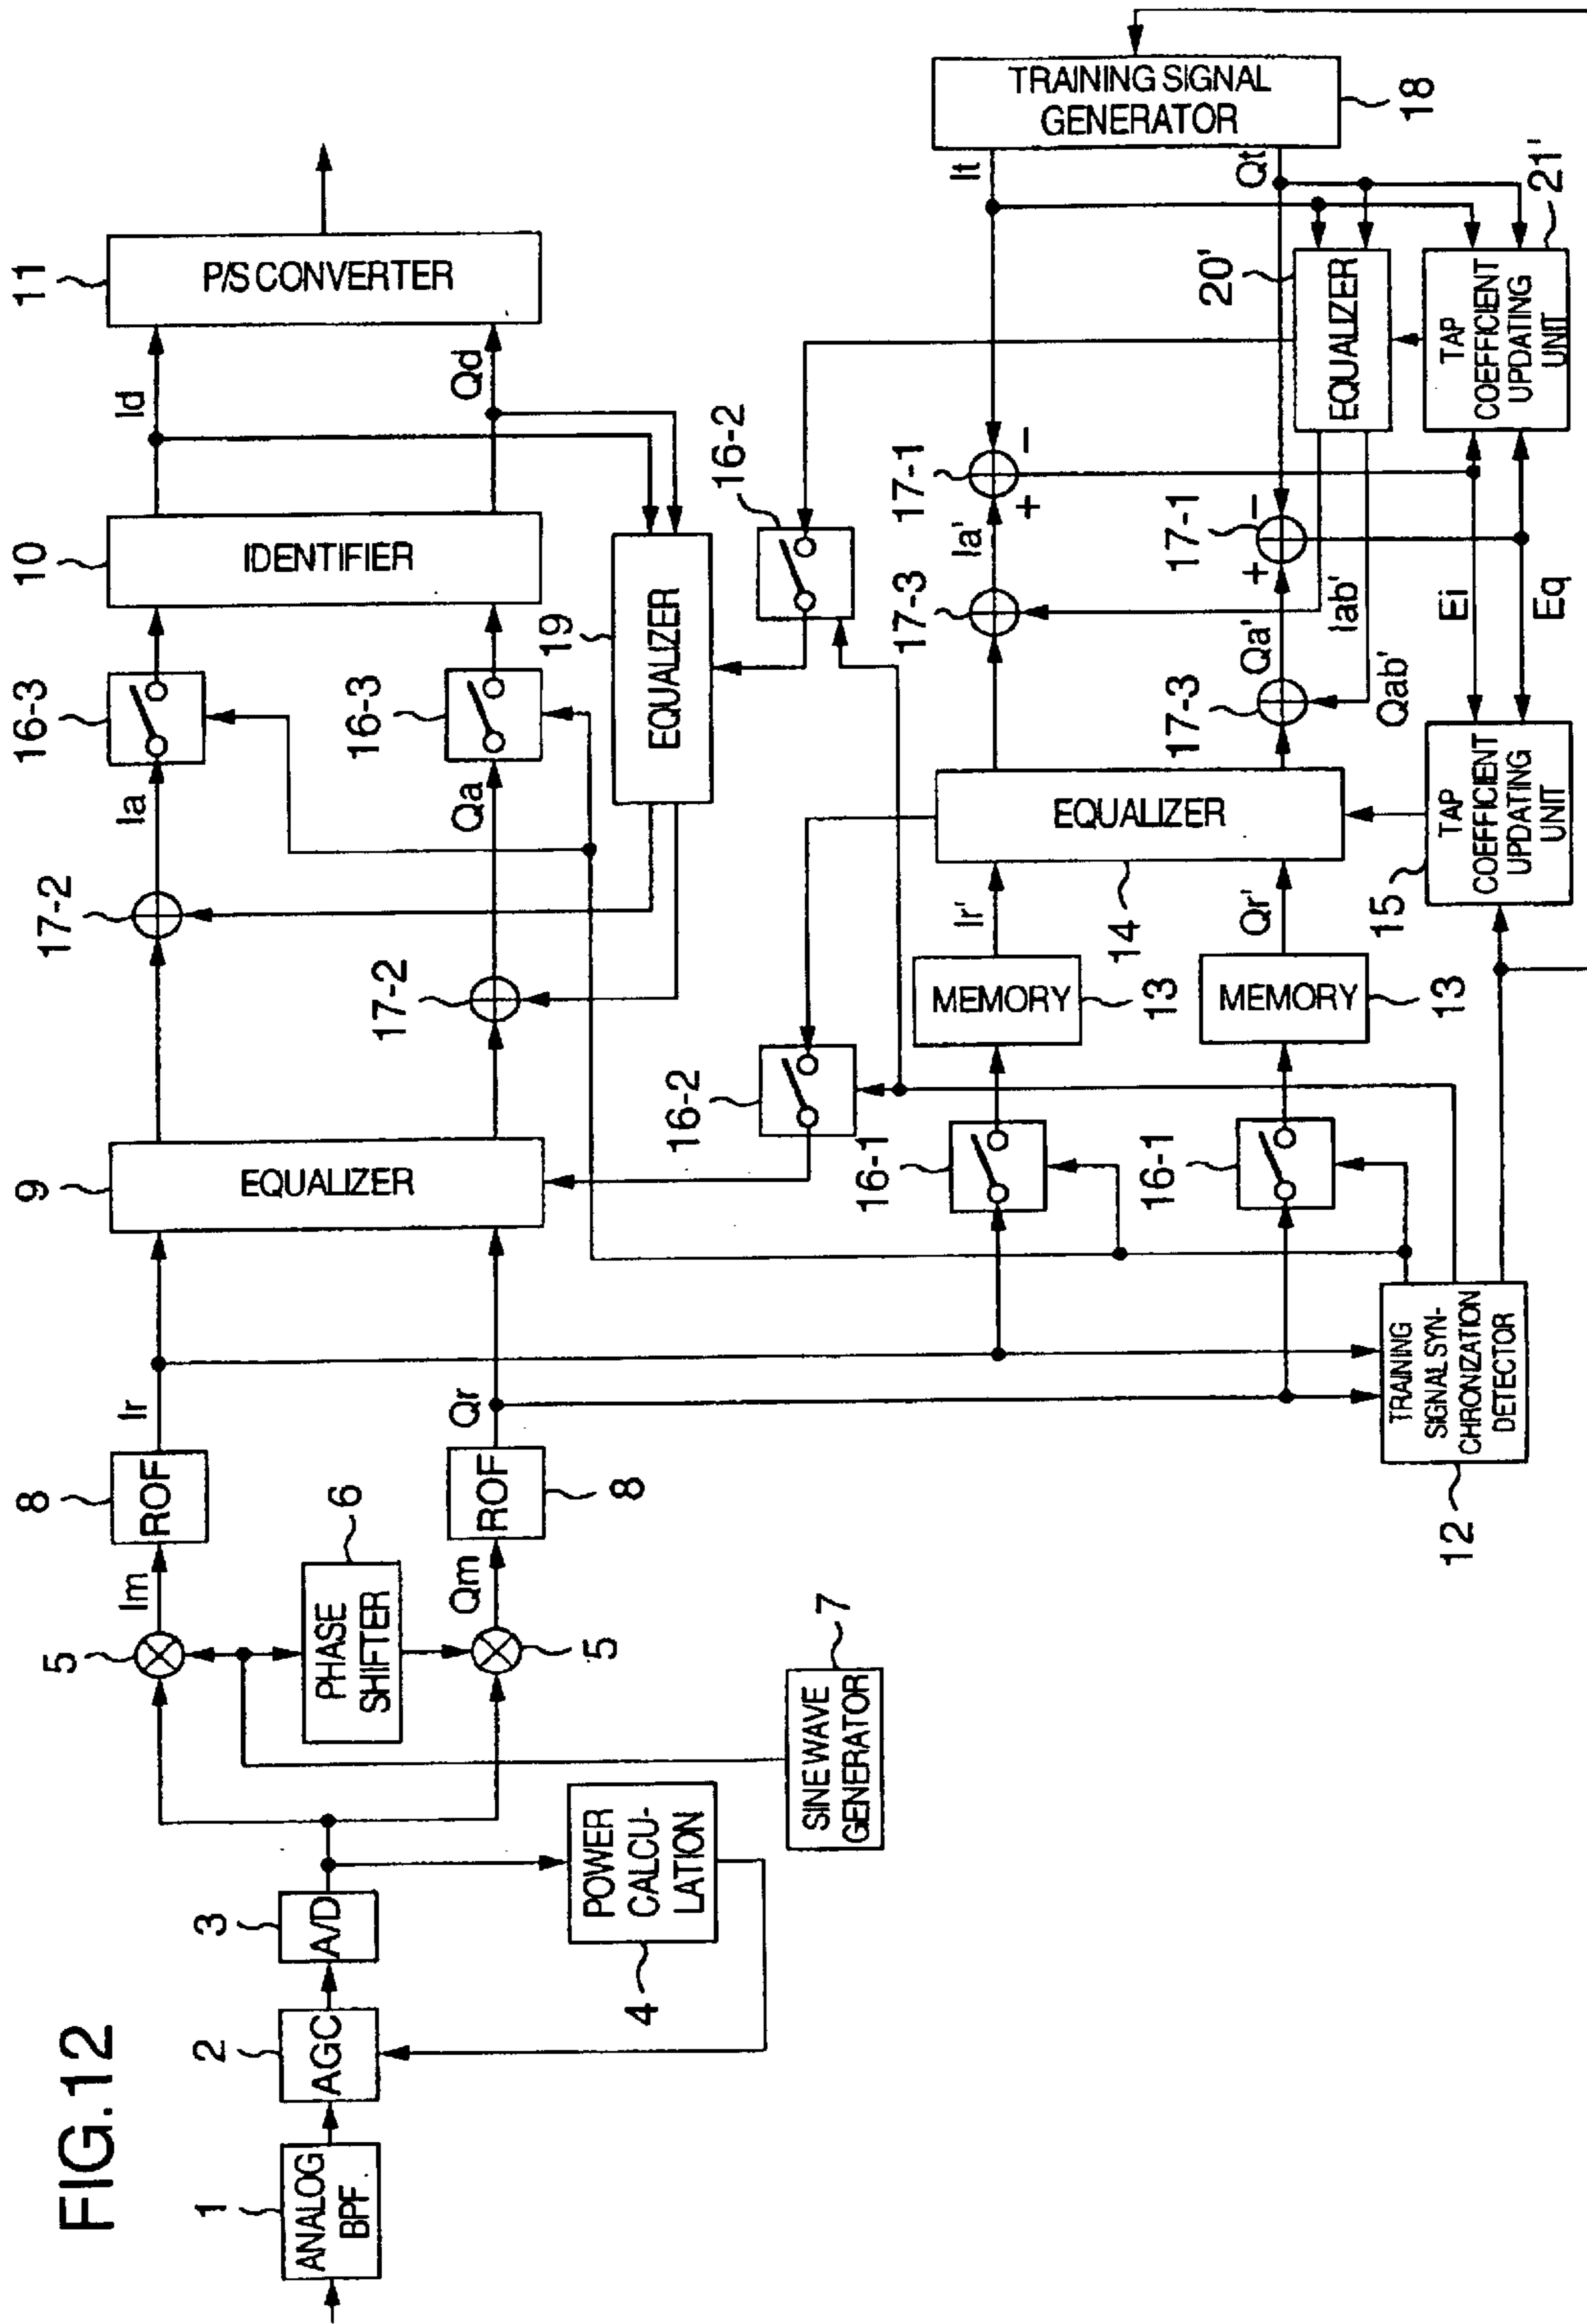 FIG.12
1
ANALOG
BPF
2
AGC
3
A/D
4
POWER
CALCU-
LATION
5
Im
6
PHASE
SHIFTER
Qm
5
7
SINE WAVE
GENERATOR
8
ROF
Ir
ROF
8
Qr
9
EQUALIZER
17-2
17-2
Ia
Qa
16-3
16-3
10
IDENTIFIER
Id
Qd
11
P/S CONVERTER
19
EQUALIZER
16-2
16-2
12
TRAINING
SIGNAL SYN-
CHRONIZATION
DETECTOR
16-1
16-1
MEMORY
13
MEMORY
13
Ir'
Qr'
14
EQUALIZER
15
TAP
COEFFICIENT
UPDATING
UNIT
17-3
17-3
Ia'
Qa'
Iab'
Qab'
17-1
+
−
17-1
+
−
Ei
Eq
20'
EQUALIZER
21'
TAP
COEFFICIENT
UPDATING
UNIT
It
Qt
TRAINING SIGNAL
GENERATOR
18